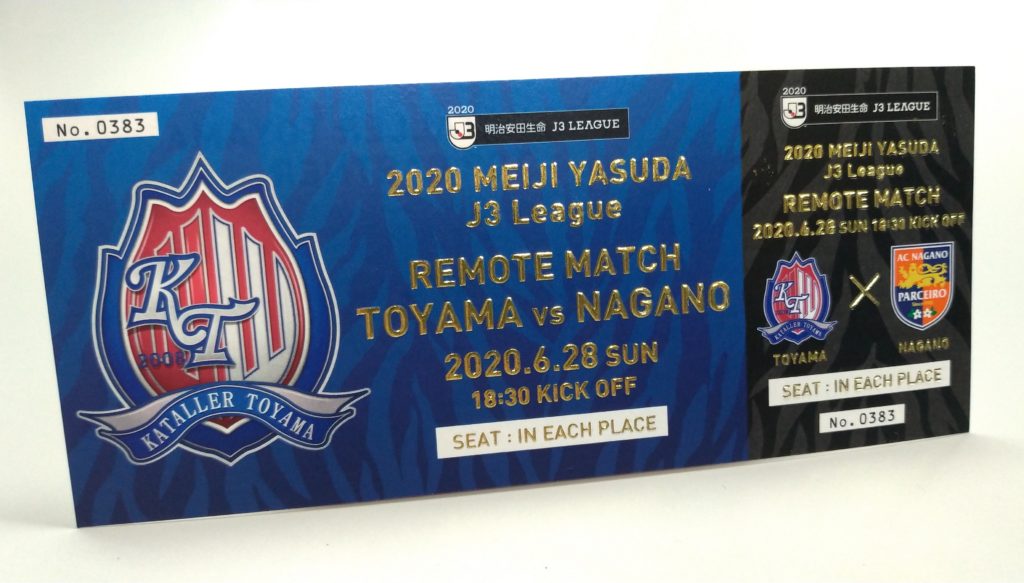 No.0383
KT
2008
KATALLER TOYAMA
2020
J3
明治安田生命 J3 LEAGUE
2020 MEIJI YASUDA
J3 League
REMOTE MATCH
TOYAMA vs NAGANO
2020.6.28 SUN
18:30 KICK OFF
SEAT : IN EACH PLACE
2020
J3
明治安田生命 J3 LEAGUE
2020 MEIJI YASUDA
J3 League
REMOTE MATCH
2020.6.28 SUN 18:30 KICK OFF
KT
KATALLER TOYAMA
TOYAMA
×
AC NAGANO
PARCEIRO
NAGANO
SEAT : IN EACH PLACE
No.0383